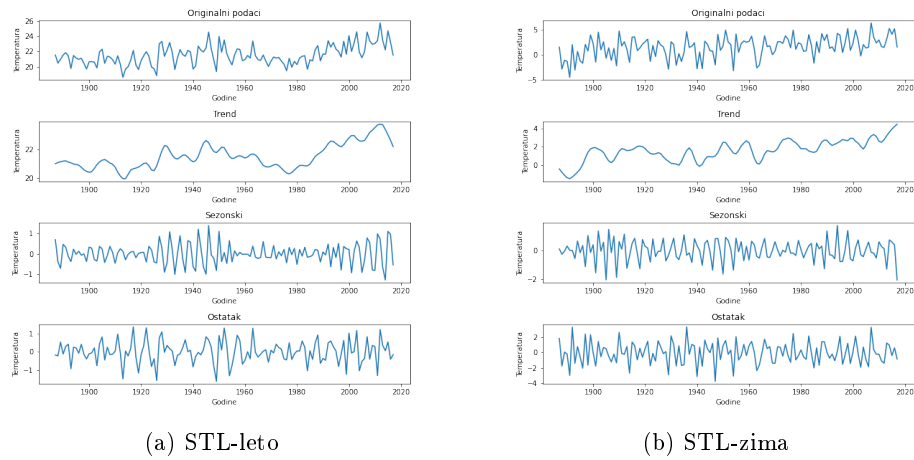 Originalni podaci
Temperatura
26
24
22
20
1900 1920 1940 1960 1980 2000 2020
Godine
Trend
Temperatura
22
20
1900 1920 1940 1960 1980 2000 2020
Godine
Sezonski
Temperatura
1
0
−1
1900 1920 1940 1960 1980 2000 2020
Godine
Ostatak
Temperatura
1
0
−1
1900 1920 1940 1960 1980 2000 2020
Godine
(a) STL-leto
Originalni podaci
Temperatura
5
0
−5
1900 1920 1940 1960 1980 2000 2020
Godine
Trend
Temperatura
4
2
0
1900 1920 1940 1960 1980 2000 2020
Godine
Sezonski
Temperatura
0
−2
1900 1920 1940 1960 1980 2000 2020
Godine
Ostatak
Temperatura
2
0
−2
−4
1900 1920 1940 1960 1980 2000 2020
Godine
(b) STL-zima